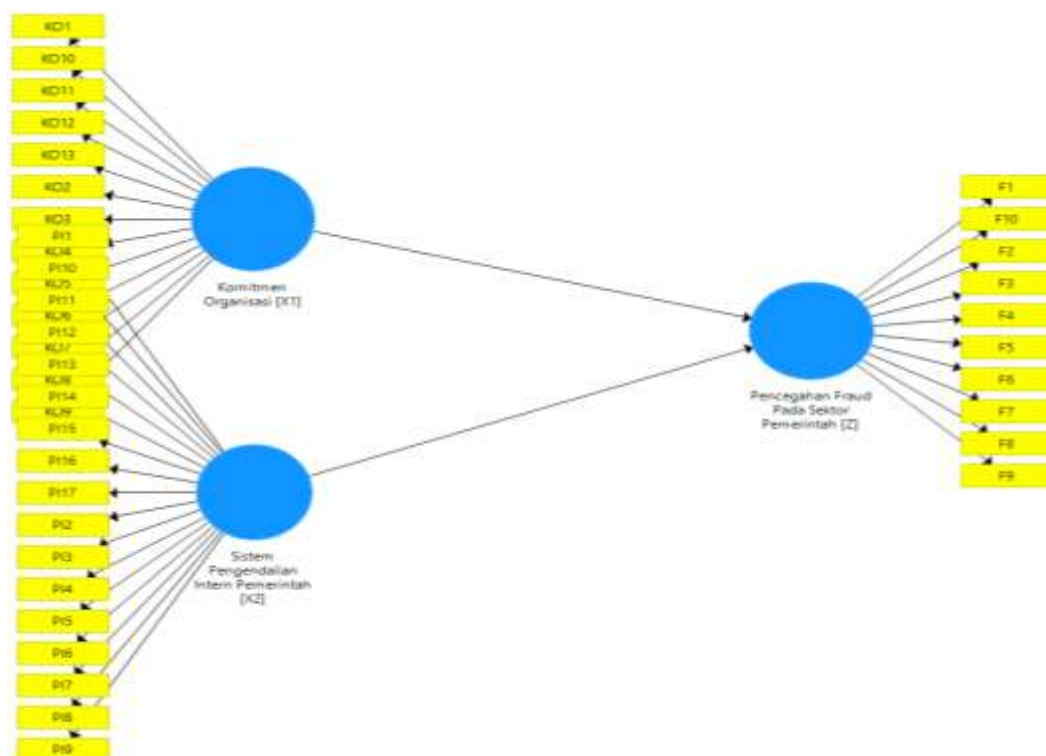 KO1
KO10
KO11
KO12
KO13
KO2
KO3
PI1
KO4
PI10
KO5
PI11
KO6
PI12
KO7
PI13
KO8
PI14
KO9
PI15
PI16
PI17
PI2
PI3
PI4
PI5
PI6
PI7
PI8
PI9
Komitmen
Organisasi [X1]
Sistem
Pengendalian
Intern Pemerintah
[X2]
Pencegahan Fraud
Pada Sektor
Pemerintah [Z]
F1
F10
F2
F3
F4
F5
F6
F7
F8
F9